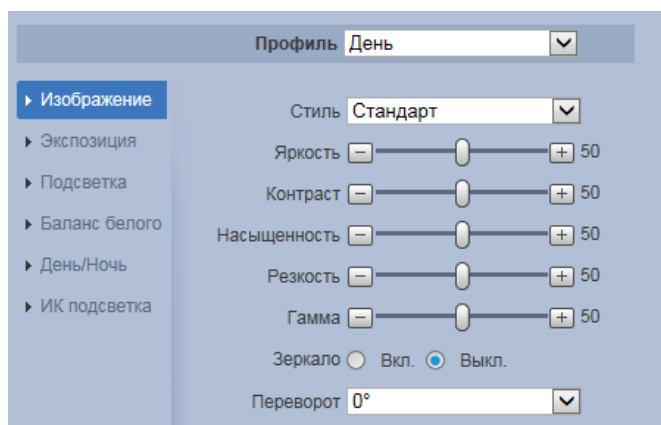 Профиль День
Изображение
Экспозиция
Подсветка
Баланс белого
День/Ночь
ИК подсветка
Стиль Стандарт
Яркость 50
Контраст 50
Насыщенность 50
Резкость 50
Гамма 50
Зеркало Вкл. Выкл.
Переворот 0°